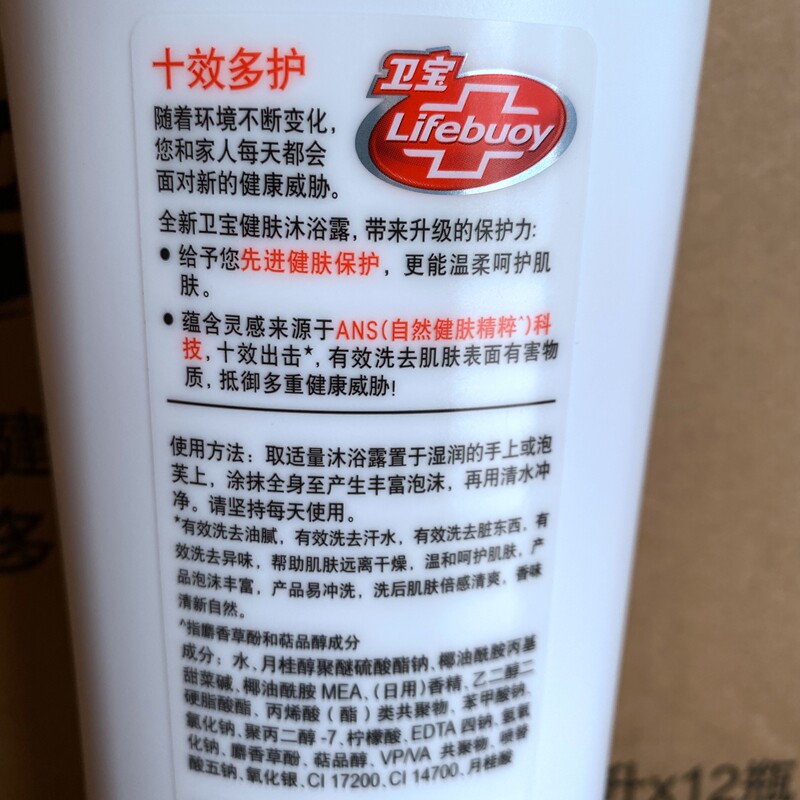 十效多护
卫宝
Lifebuoy
随着环境不断变化，
您和家人每天都会
面对新的健康威胁。
全新卫宝健肤沐浴露, 带来升级的保护力:
• 给予您先进健肤保护，更能温柔呵护肌
肤。
• 蕴含灵感来源于ANS(自然健肤精粹^)科
技, 十效出击*, 有效洗去肌肤表面有害物
质, 抵御多重健康威胁!
使用方法：取适量沐浴露置于湿润的手上或泡
芙上，涂抹全身至产生丰富泡沫，再用清水冲
净。请坚持每天使用。
*有效洗去油腻，有效洗去汗水，有效洗去脏东西，有
效洗去异味，帮助肌肤远离干燥，温和呵护肌肤，产
品泡沫丰富，产品易冲洗，洗后肌肤倍感清爽，香味
清新自然。
^指麝香草酚和萜品醇成分
成分：水、月桂醇聚醚硫酸酯钠、椰油酰胺丙基
甜菜碱、椰油酰胺 MEA、(日用)香精、乙二醇二
硬脂酸酯、丙烯酸（酯）类共聚物、苯甲酸钠、
氯化钠、聚丙二醇 -7、柠檬酸、EDTA 四钠、氢氧
化钠、麝香草酚、萜品醇、VP/VA 共聚物、喷替
酸五钠、氧化银、CI 17200、CI 14700、月桂酸
升x12瓶
健
多